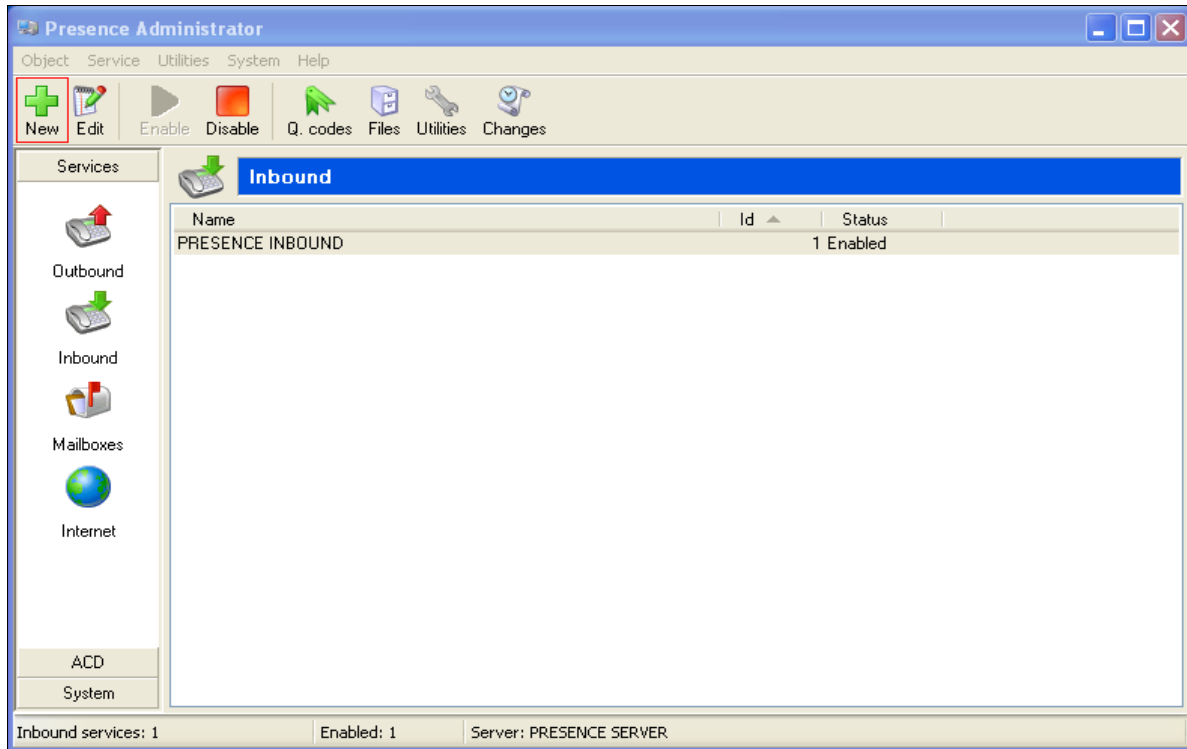 Presence Administrator
Object Service Utilities System Help
New Edit Enable Disable Q. codes Files Utilities Changes
Services
Inbound
Name Id Status
PRESENCE INBOUND 1 Enabled
Outbound
Inbound
Mailboxes
Internet
ACD
System
Inbound services: 1 Enabled: 1 Server: PRESENCE SERVER